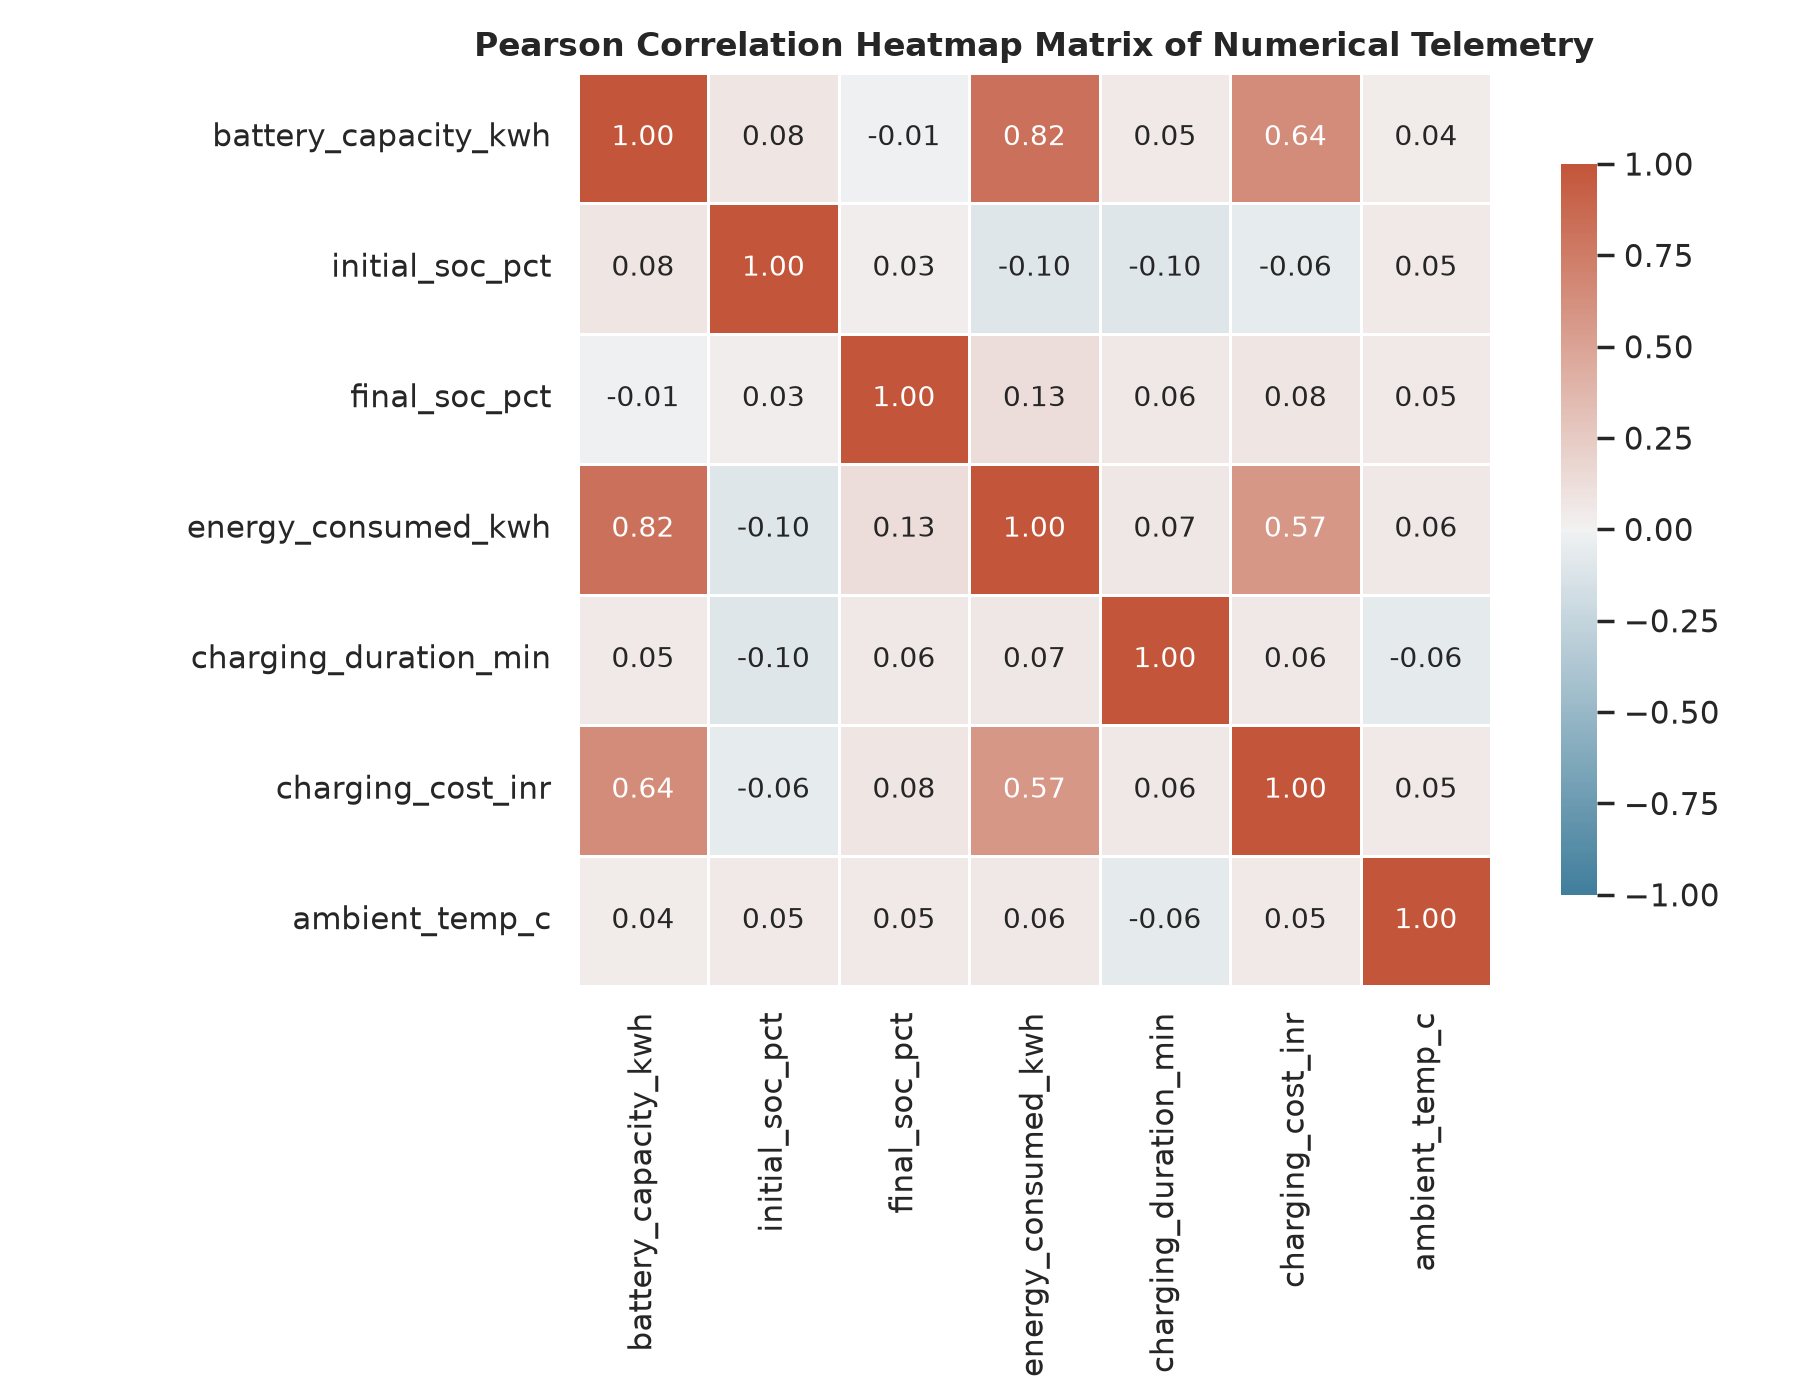 Pearson Correlation Heatmap Matrix of Numerical Telemetry
battery_capacity_kwh 1.00 0.08 -0.01 0.82 0.05 0.64 0.04
initial_soc_pct 0.08 1.00 0.03 -0.10 -0.10 -0.06 0.05
final_soc_pct -0.01 0.03 1.00 0.13 0.06 0.08 0.05
energy_consumed_kwh 0.82 -0.10 0.13 1.00 0.07 0.57 0.06
charging_duration_min 0.05 -0.10 0.06 0.07 1.00 0.06 -0.06
charging_cost_inr 0.64 -0.06 0.08 0.57 0.06 1.00 0.05
ambient_temp_c 0.04 0.05 0.05 0.06 -0.06 0.05 1.00
battery_capacity_kwh
initial_soc_pct
final_soc_pct
energy_consumed_kwh
charging_duration_min
charging_cost_inr
ambient_temp_c
1.00
0.75
0.50
0.25
0.00
−0.25
−0.50
−0.75
−1.00